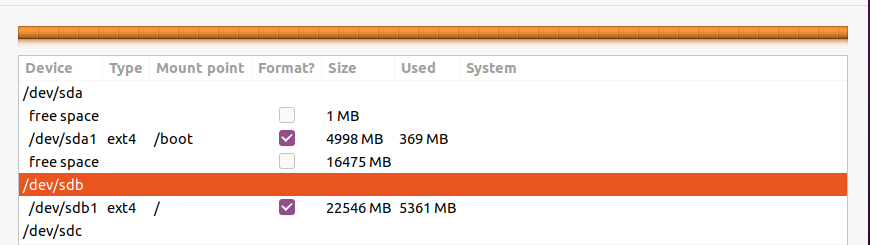 Device Type Mount point Format? Size Used System
/dev/sda
free space 1 MB
/dev/sda1 ext4 /boot 4998 MB 369 MB
free space 16475 MB
/dev/sdb
/dev/sdb1 ext4 / 22546 MB 5361 MB
/dev/sdc